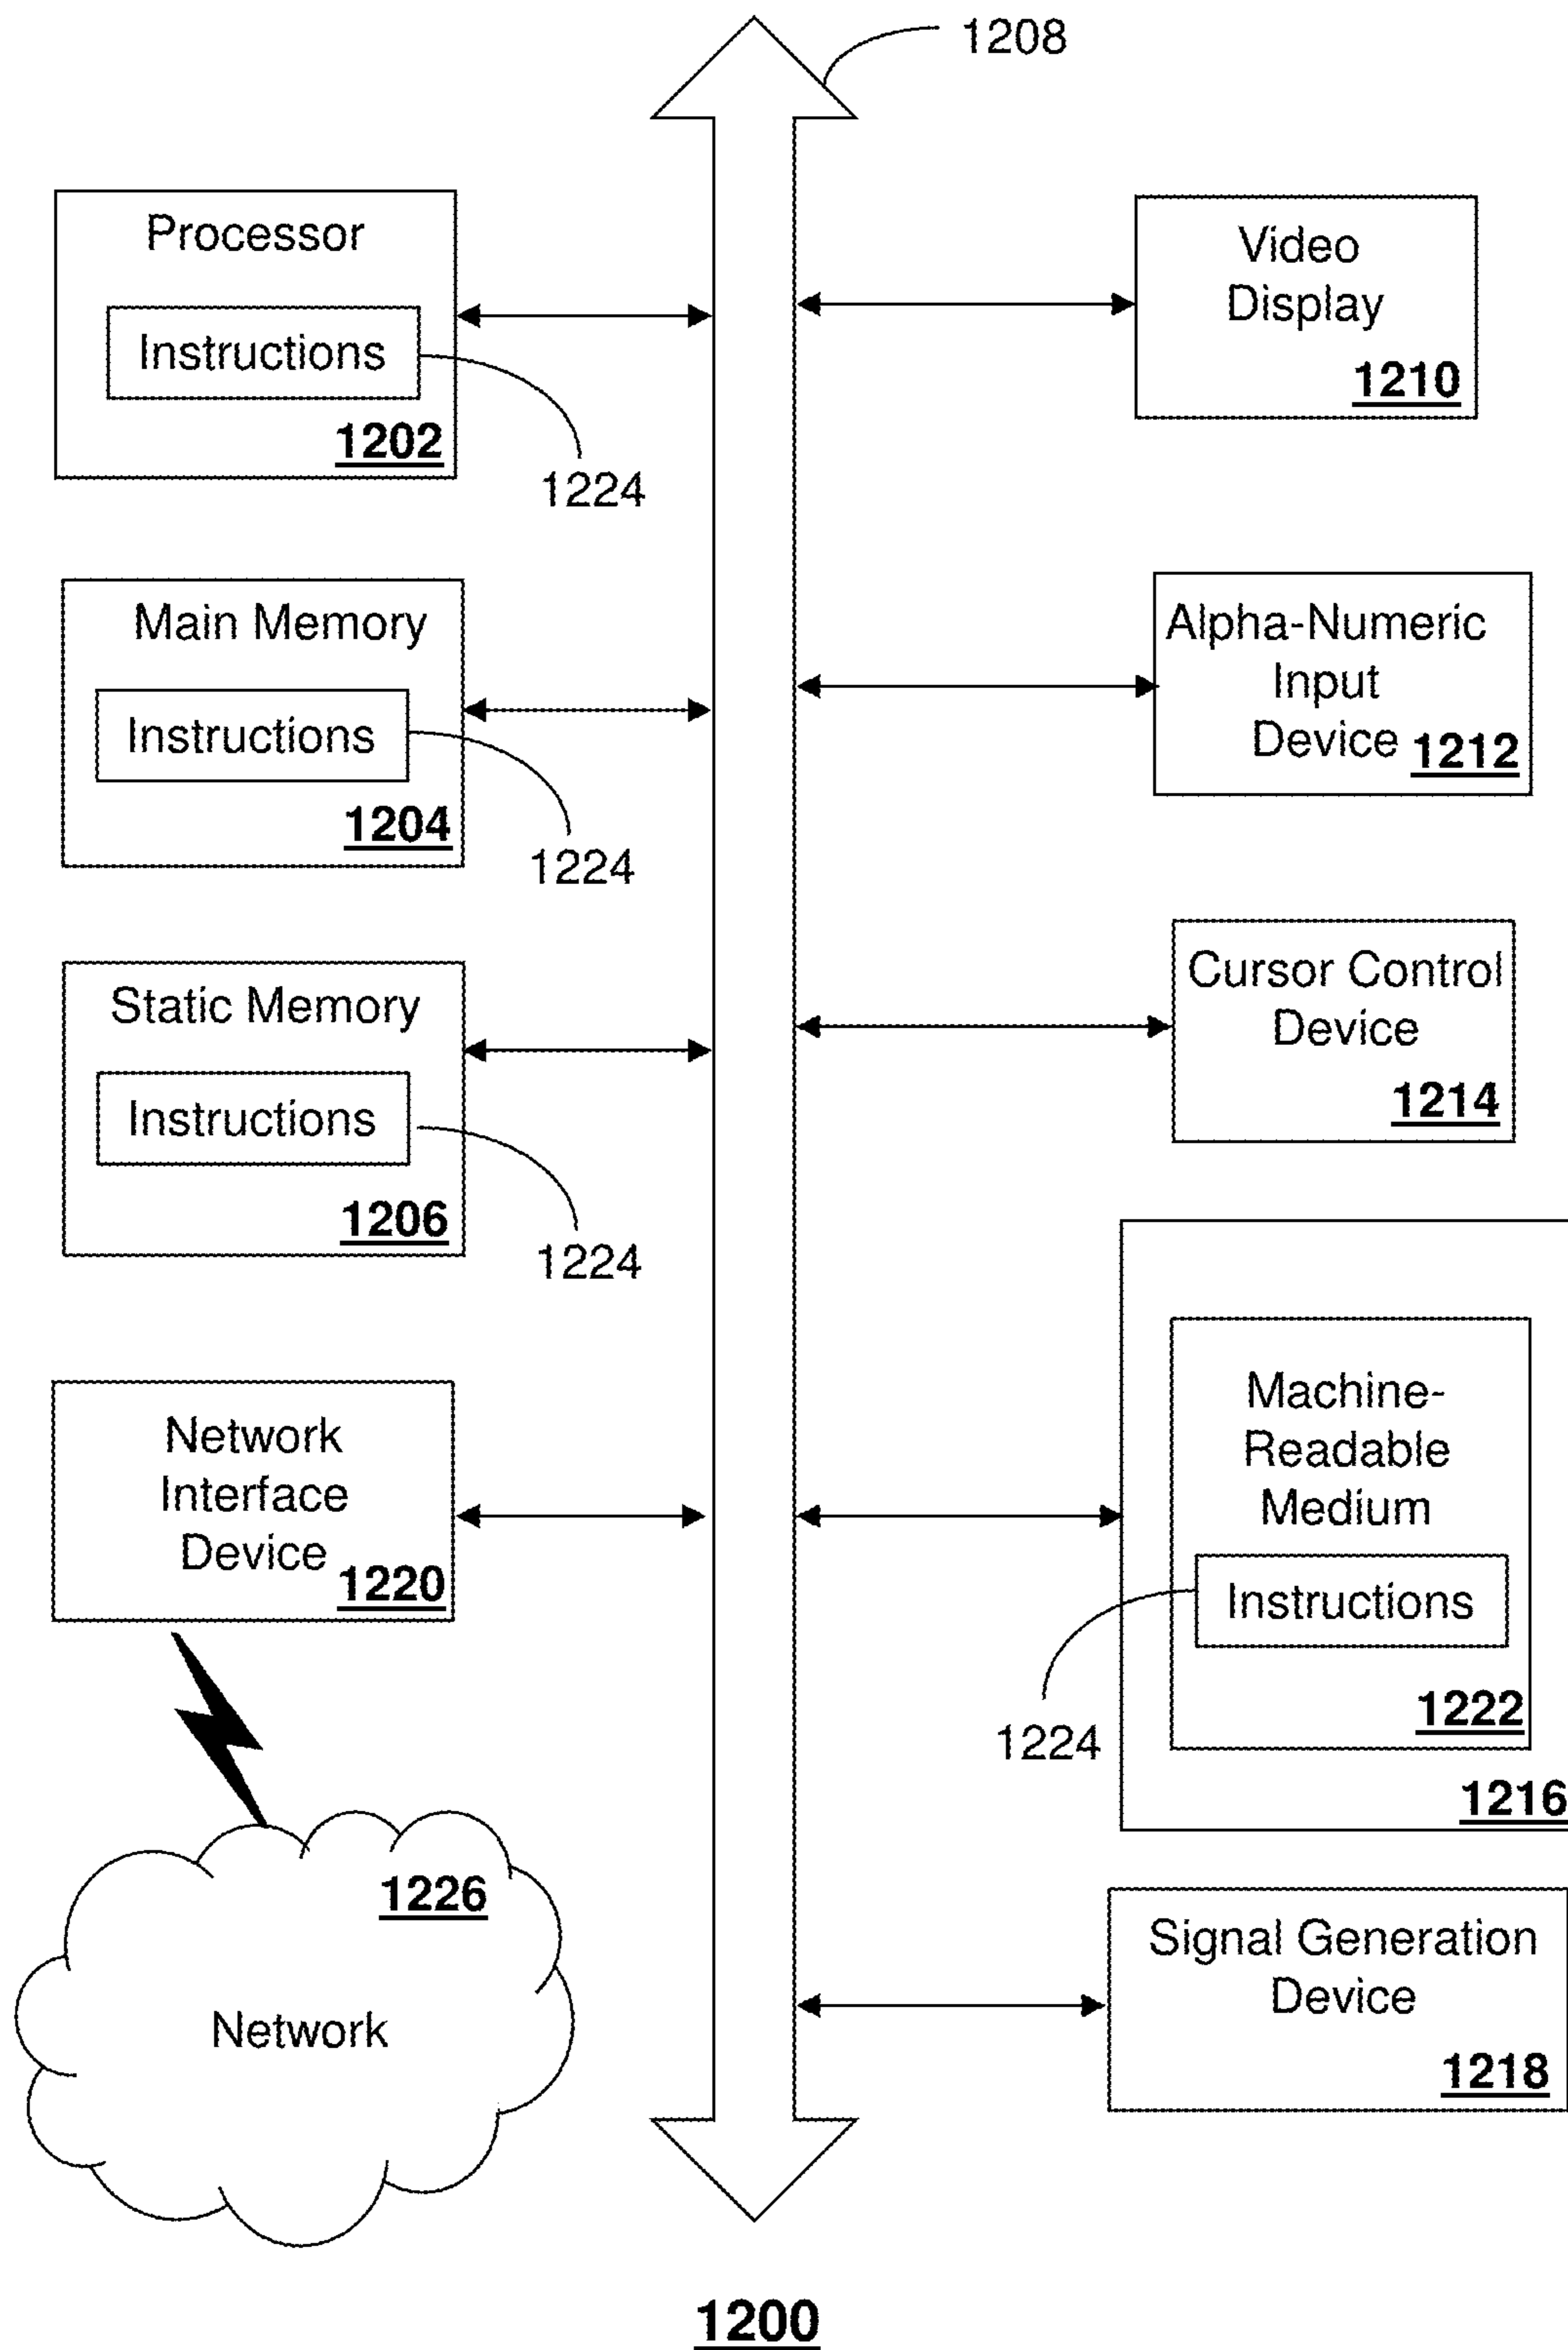 1208
Processor
Instructions
1202
1224
Main Memory
Instructions
1204
1224
Static Memory
Instructions
1206
1224
Network
Interface
Device
1220
1226
Network
Video
Display
1210
Alpha-Numeric
Input
Device 1212
Cursor Control
Device
1214
Machine-
Readable
Medium
Instructions
1222
1224
1216
Signal Generation
Device
1218
1200